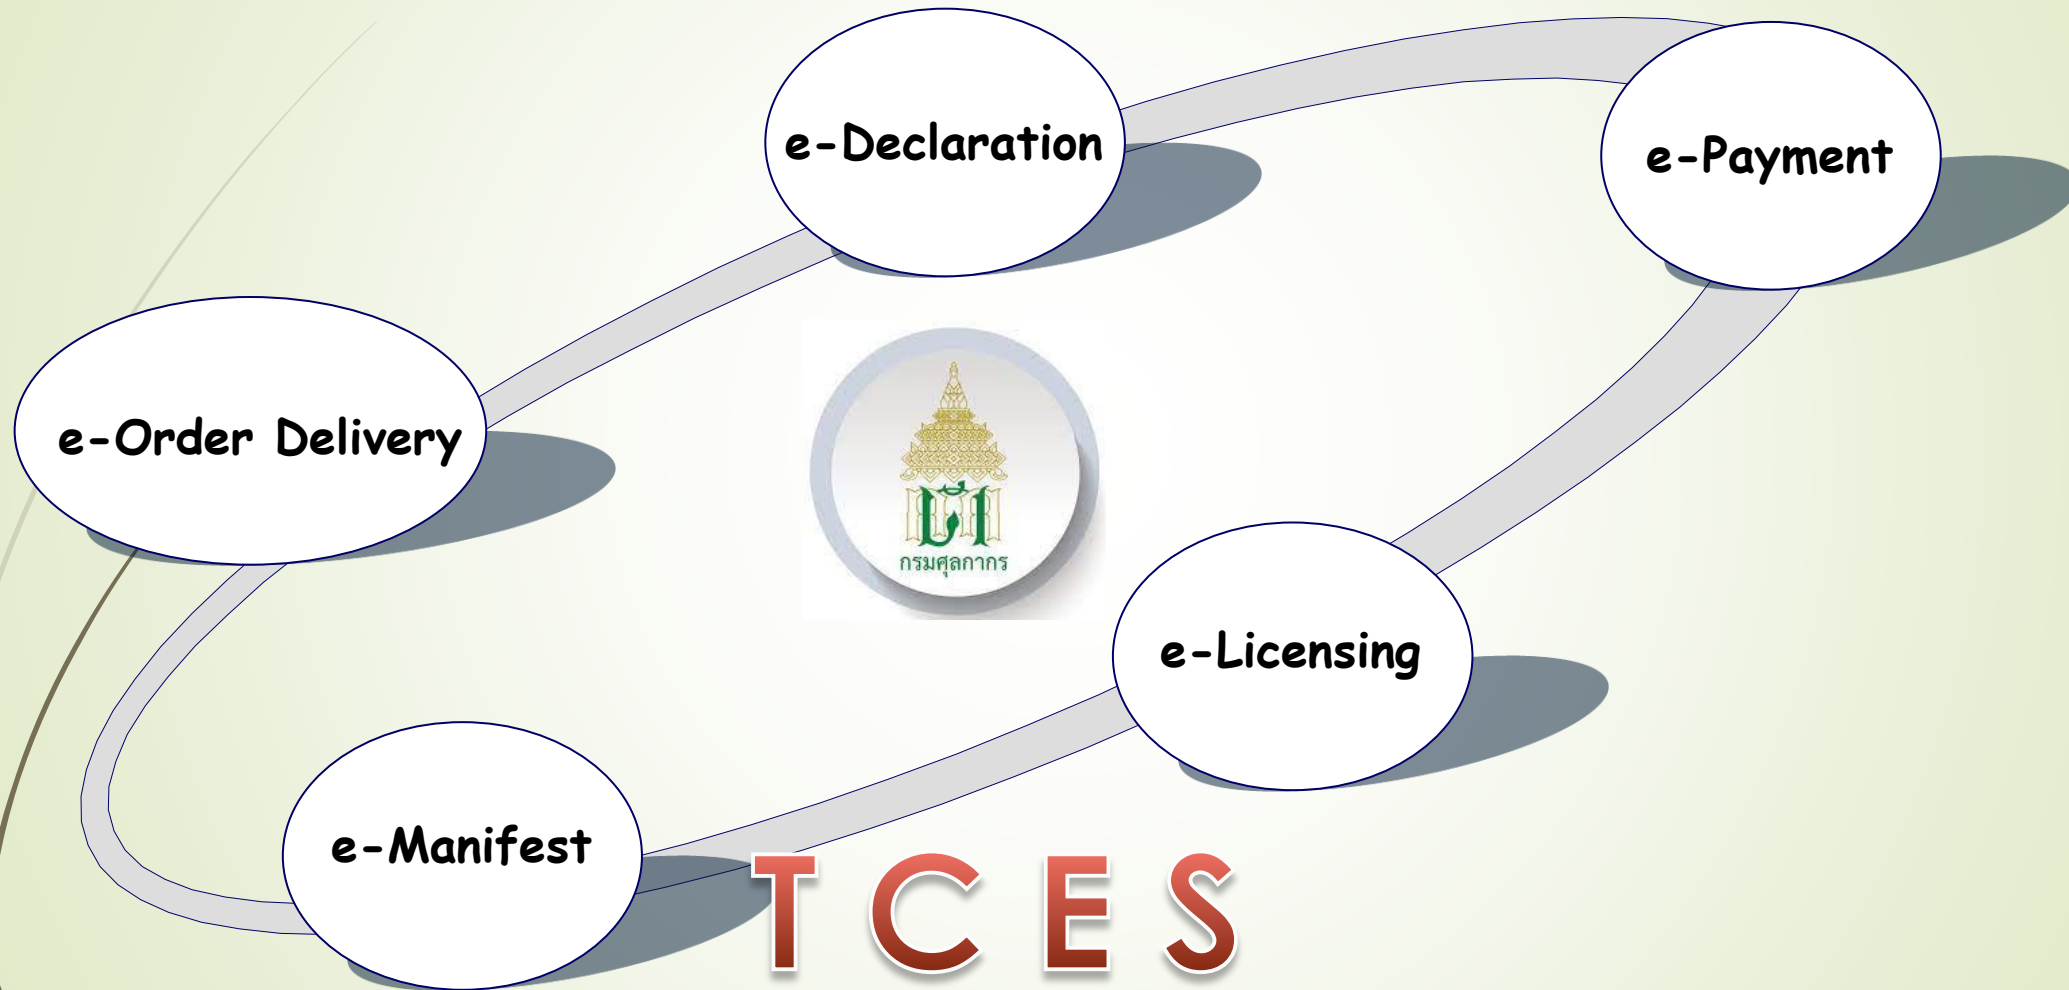 e-Declaration
e-Payment
e-Order Delivery
กรมศุลกากร
e-Licensing
e-Manifest
TCES